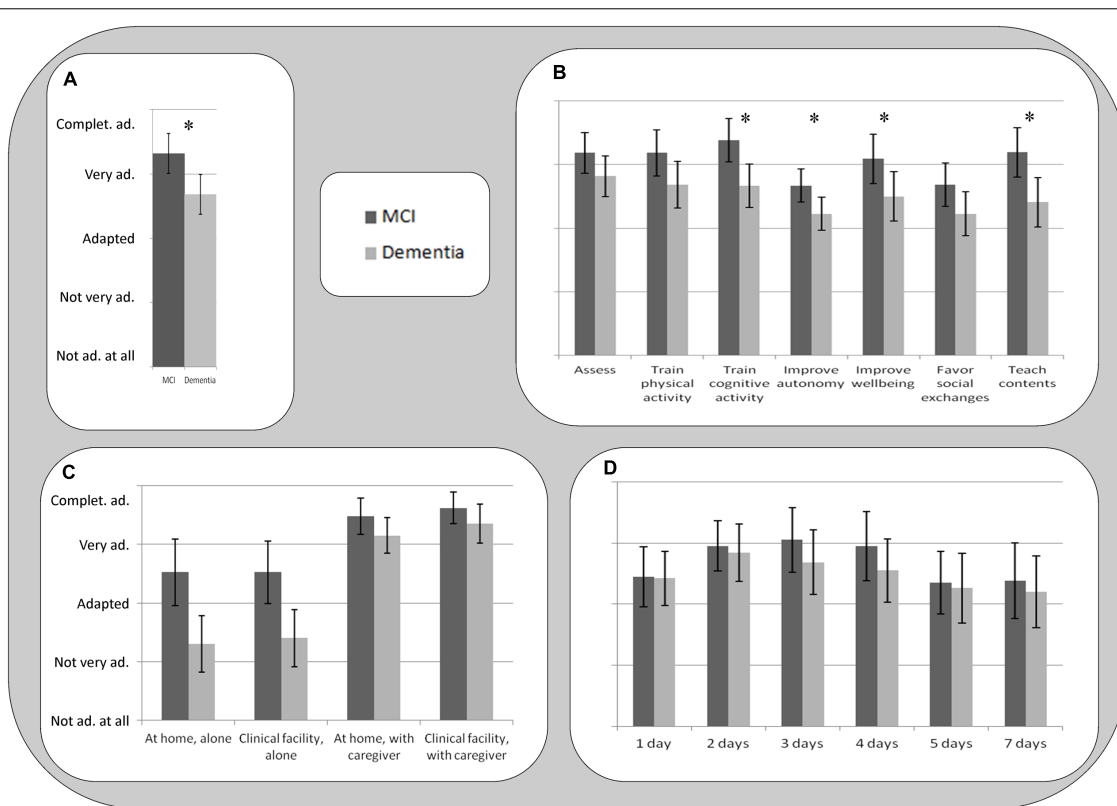 A
Complet. ad.
Very ad.
Adapted
Not very ad.
Not ad. at all
*
MCI Dementia
MCI
Dementia
B
* * * *
Assess Train Train Improve Improve Favor Teach
physical cognitive autonomy wellbeing social contents
activity activity exchanges
C
Complet. ad.
Very ad.
Adapted
Not very ad.
Not ad. at all
At home, alone Clinical facility, At home, with Clinical facility,
alone caregiver with caregiver
D
1 day 2 days 3 days 4 days 5 days 7 days